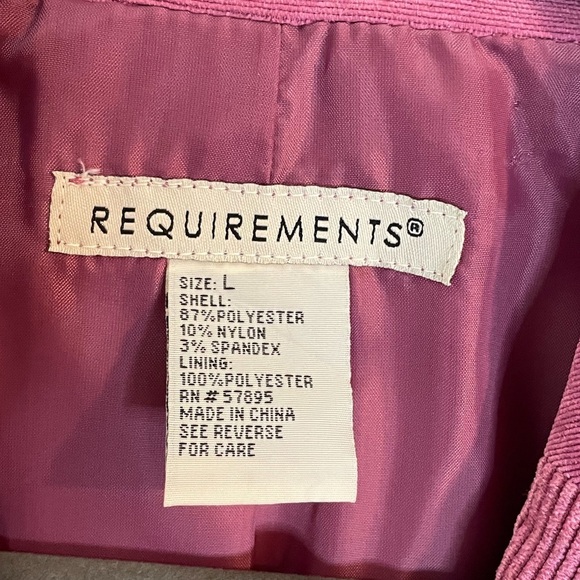 REQUIREMENTS®
SIZE: L
SHELL:
87%POLYESTER
10% NYLON
3% SPANDEX
LINING:
100%POLYESTER
RN # 57895
MADE IN CHINA
SEE REVERSE
FOR CARE